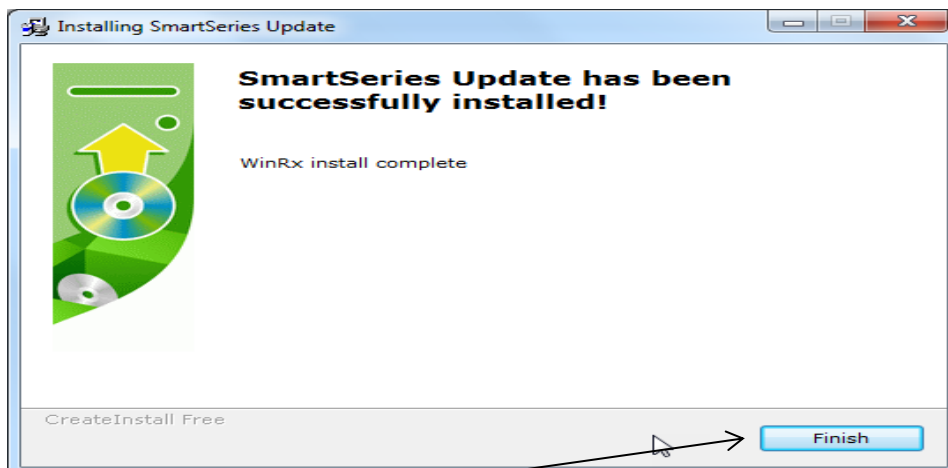 Installing SmartSeries Update
SmartSeries Update has been
successfully installed!
WinRx install complete
CreateInstall Free
Finish